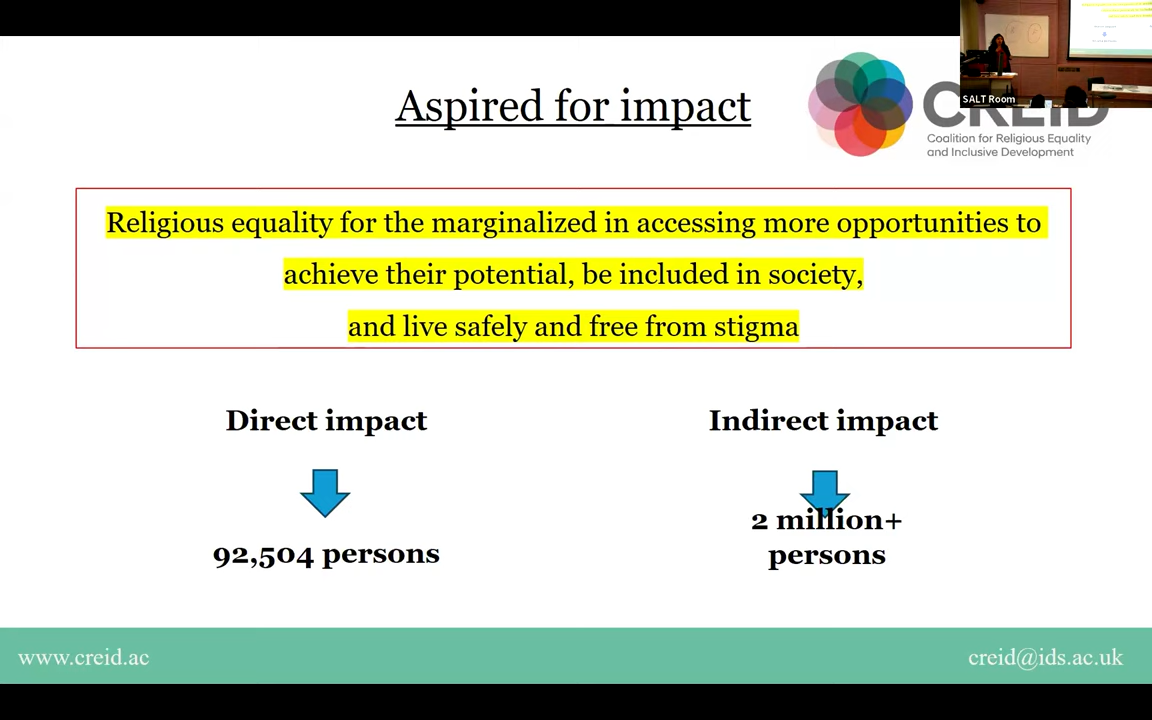 SALT Room
Aspired for impact
CREID
Coalition for Religious Equality
and Inclusive Development
Religious equality for the marginalized in accessing more opportunities to
achieve their potential, be included in society,
and live safely and free from stigma
Direct impact
Indirect impact
92,504 persons
2 million+
persons
www.creid.ac
creid@ids.ac.uk